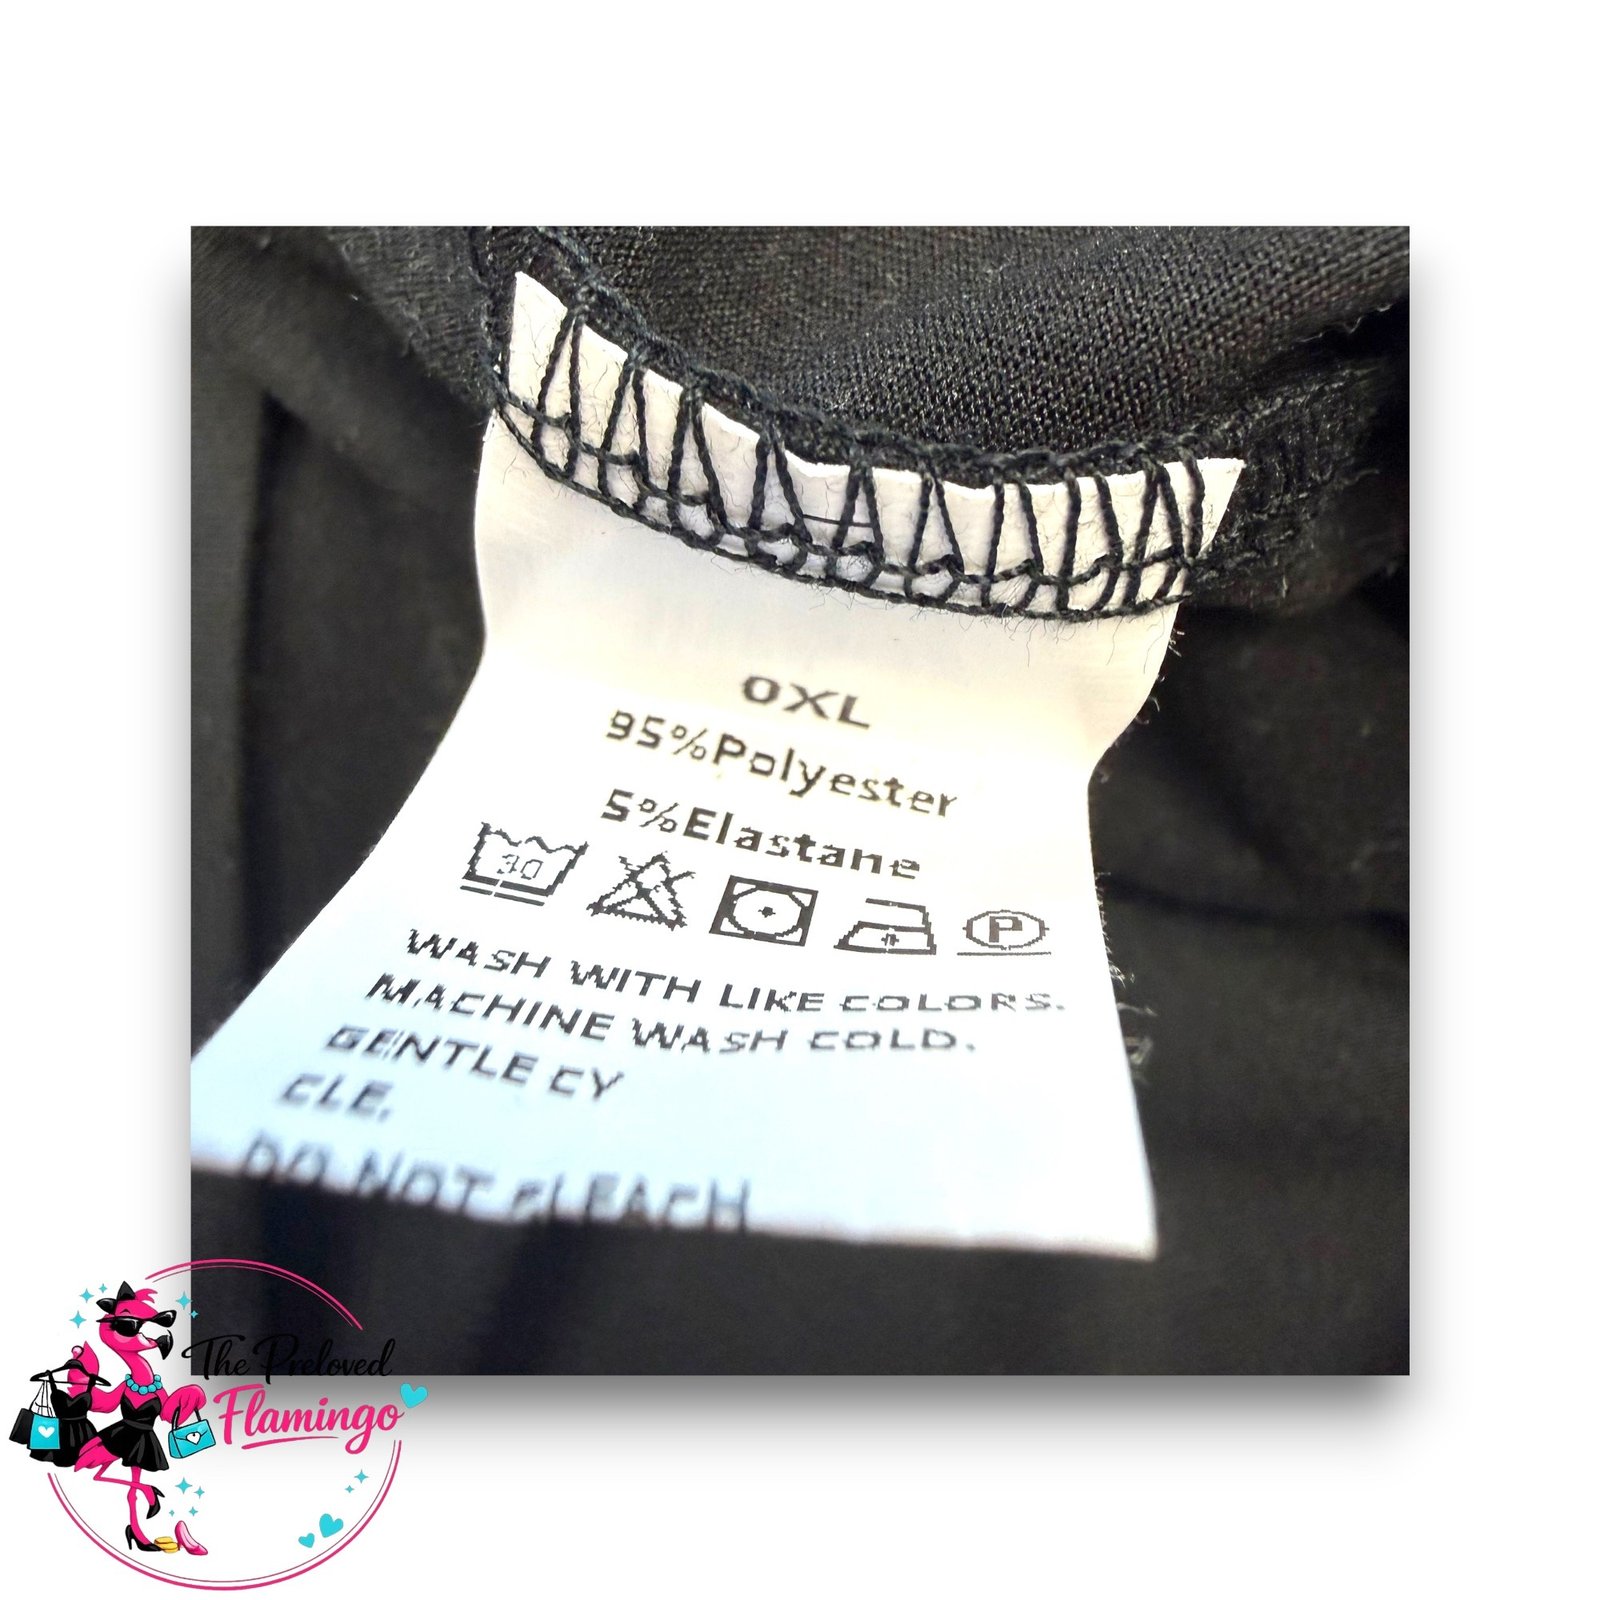 0XL
95%Polyester
5%Elastane
30
P
WASH WITH LIKE COLORS.
MACHINE WASH COLD.
GENTLE CY
CLE.
DO NOT BLEACH
The Preloved
Flamingo